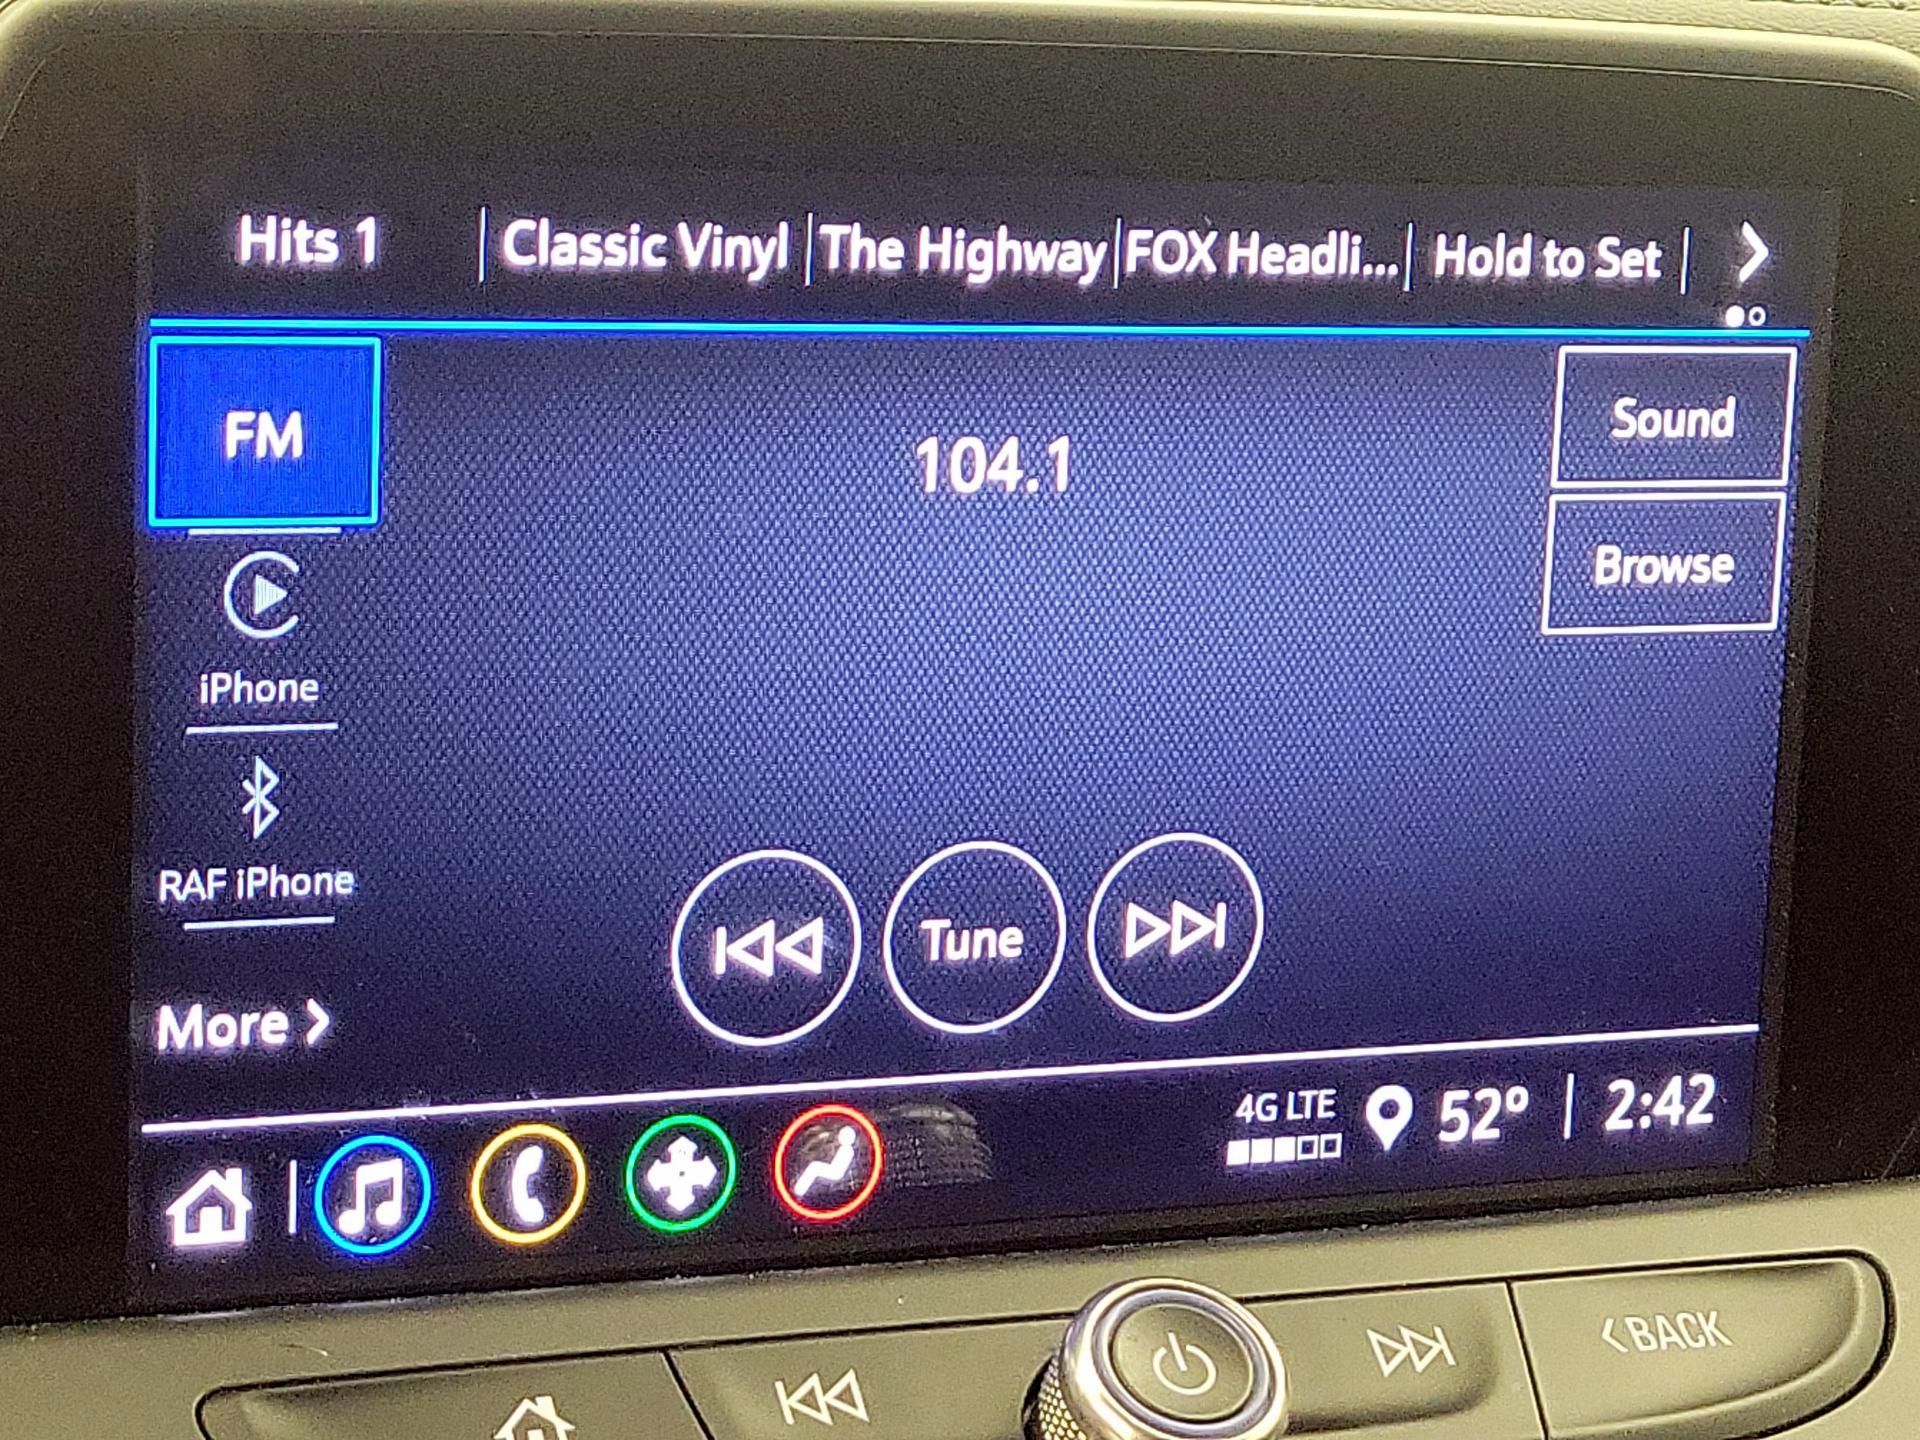 Hits 1 Classic Vinyl The Highway FOX Headli... Hold to Set
FM
104.1
Sound
Browse
iPhone
RAF iPhone
Tune
More
4G LTE
52° 2:42
BACK